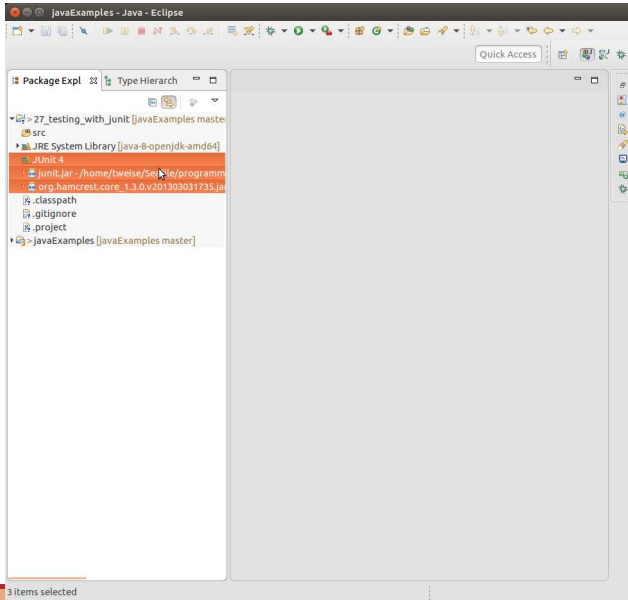 javaExamples - Java - Eclipse
Quick Access
Package Expl
Type Hierarch
> 27_testing_with_junit [javaExamples maste
src
JRE System Library [java-8-openjdk-amd64]
JUnit 4
junit.jar - /home/tweise/ /programm
org.hamcrest.core_1.3.0.v201303031735.ja
.classpath
.gitignore
.project
> javaExamples [javaExamples master]
3 items selected